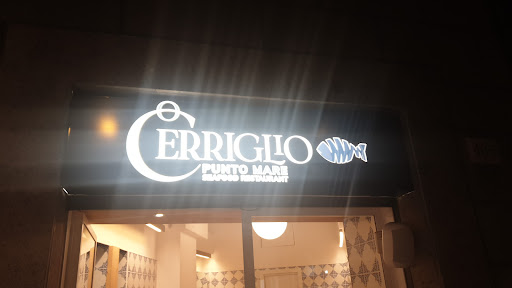 O CERRIGLIO
PUNTO MARE
SEAFOOD RESTAURANT